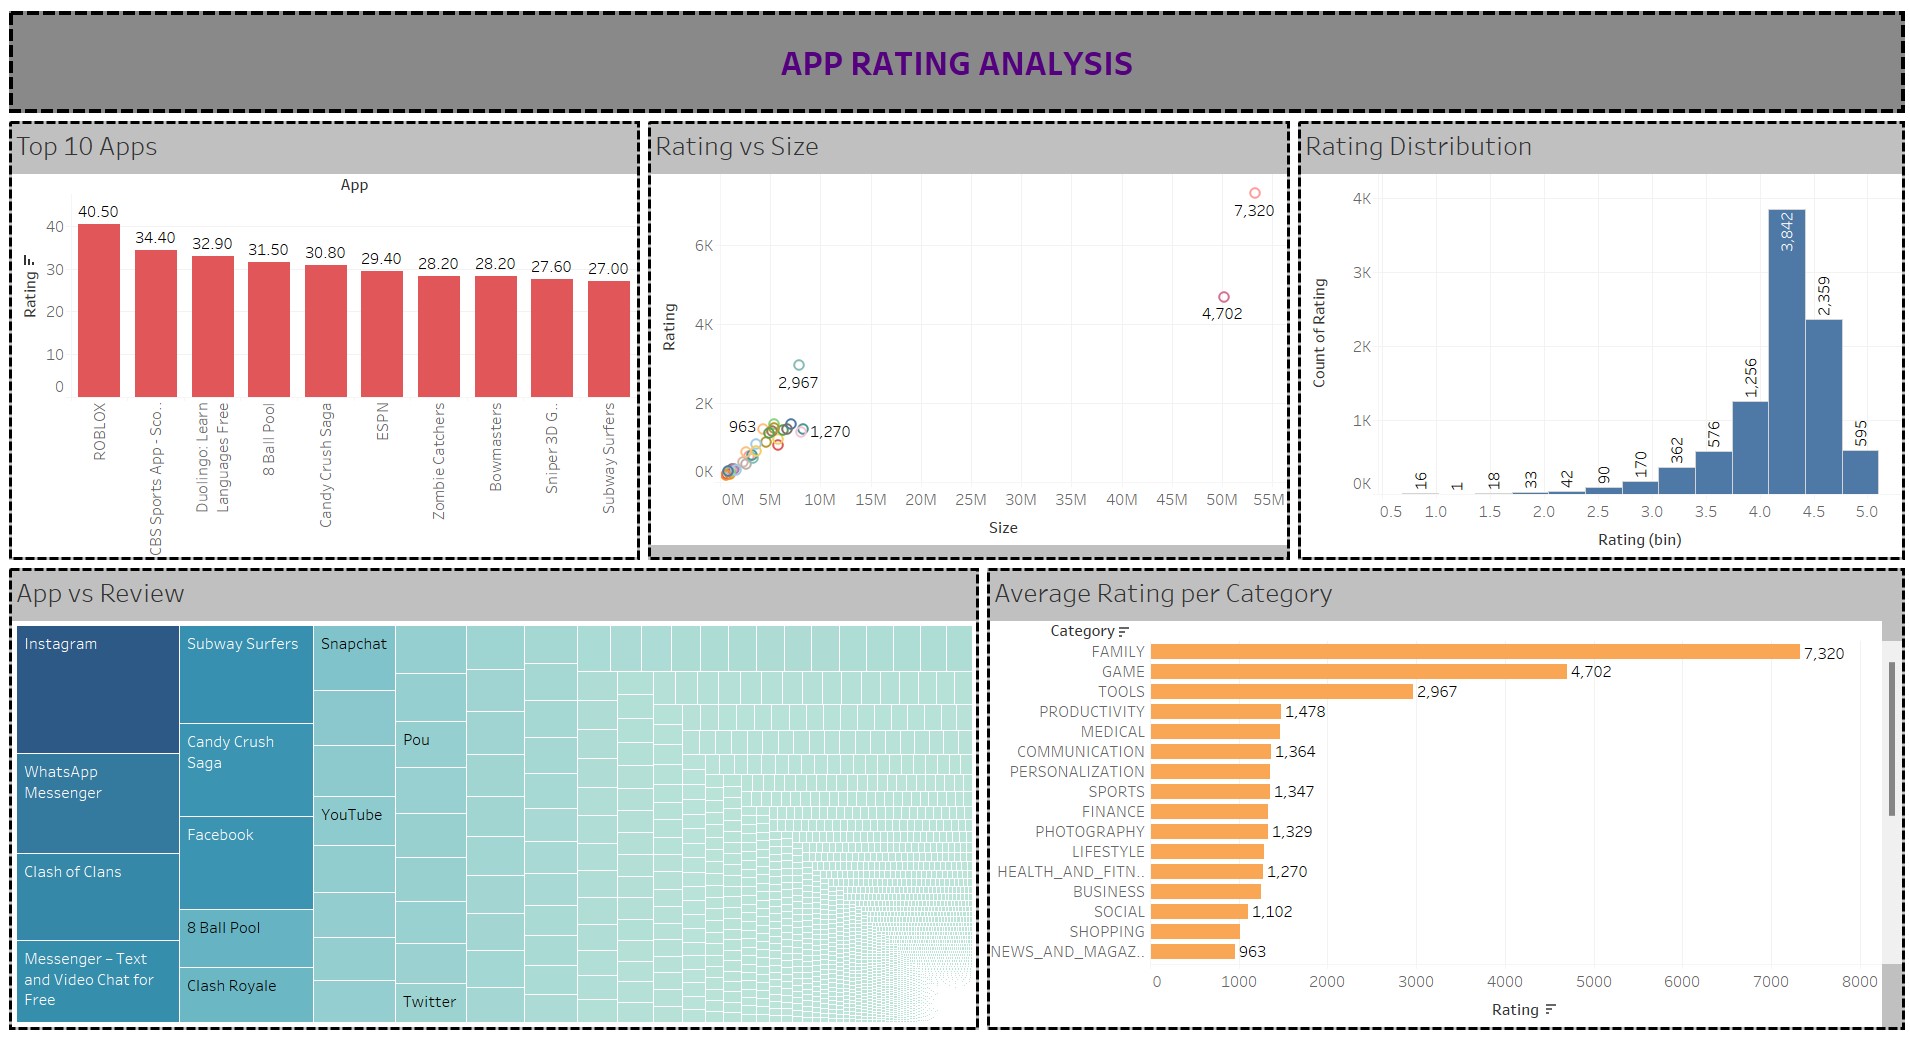 APP RATING ANALYSIS
Top 10 Apps
App
Rating
40
30
20
10
0
40.50
34.40
32.90
31.50
30.80
29.40
28.20
28.20
27.60
27.00
ROBLOX
CBS Sports App - Sco..
Duolingo: Learn
Languages Free
8 Ball Pool
Candy Crush Saga
ESPN
Zombie Catchers
Bowmasters
Sniper 3D G..
Subway Surfers
Rating vs Size
Rating
6K
4K
2K
0K
7,320
4,702
2,967
963
1,270
0M
5M
10M
15M
20M
25M
30M
35M
40M
45M
50M
55M
Size
Rating Distribution
Count of Rating
4K
3K
2K
1K
0K
16
1
18
33
42
90
170
362
576
1,256
3,842
2,359
595
0.5
1.0
1.5
2.0
2.5
3.0
3.5
4.0
4.5
5.0
Rating (bin)
App vs Review
Instagram
WhatsApp
Messenger
Clash of Clans
Messenger – Text
and Video Chat for
Free
Subway Surfers
Candy Crush
Saga
Facebook
8 Ball Pool
Clash Royale
Snapchat
YouTube
Pou
Twitter
Average Rating per Category
Category
FAMILY 7,320
GAME 4,702
TOOLS 2,967
PRODUCTIVITY 1,478
MEDICAL
COMMUNICATION 1,364
PERSONALIZATION
SPORTS 1,347
FINANCE
PHOTOGRAPHY 1,329
LIFESTYLE
HEALTH_AND_FITN.. 1,270
BUSINESS
SOCIAL 1,102
SHOPPING
NEWS_AND_MAGAZ.. 963
0
1000
2000
3000
4000
5000
6000
7000
8000
Rating